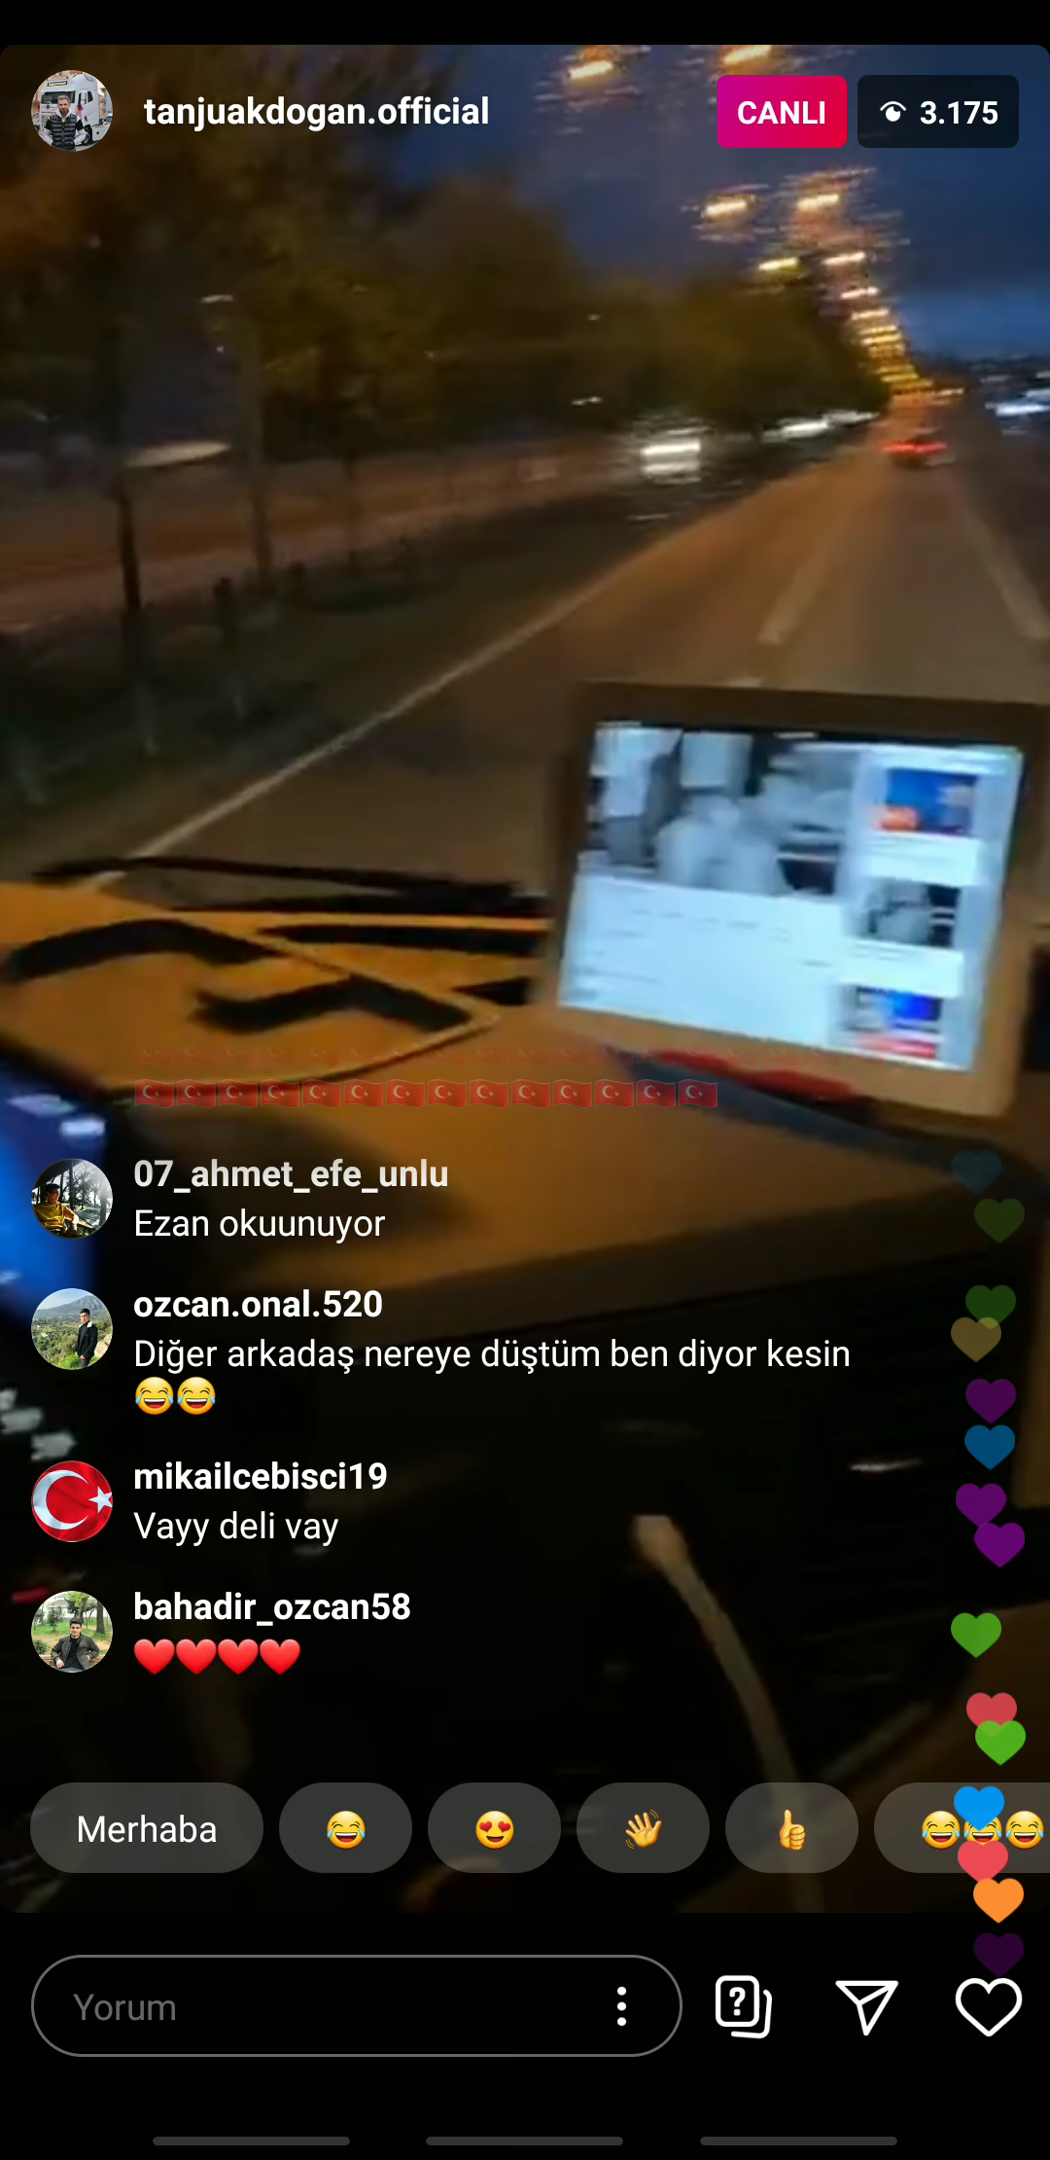 tanjuakdogan.official
CANLI
3.175
07_ahmet_efe_unlu
Ezan okuunuyor
ozcan.onal.520
Diğer arkadaş nereye düştüm ben diyor kesin
😂😂
mikailcebisci19
Vayy deli vay
bahadir_ozcan58
❤️❤️❤️❤️
Merhaba
Yorum